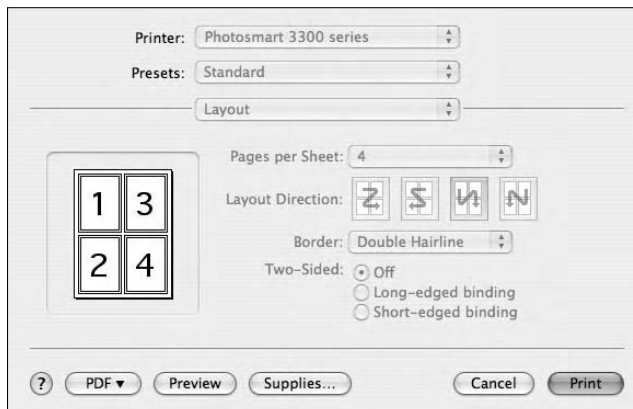 Printer: Photosmart 3300 series
Presets: Standard
Layout
Pages per Sheet: 4
1 3
2 4
Layout Direction:
Border: Double Hairline
Two-Sided: Off
Long-edged binding
Short-edged binding
? PDF▼ Preview Supplies... Cancel Print